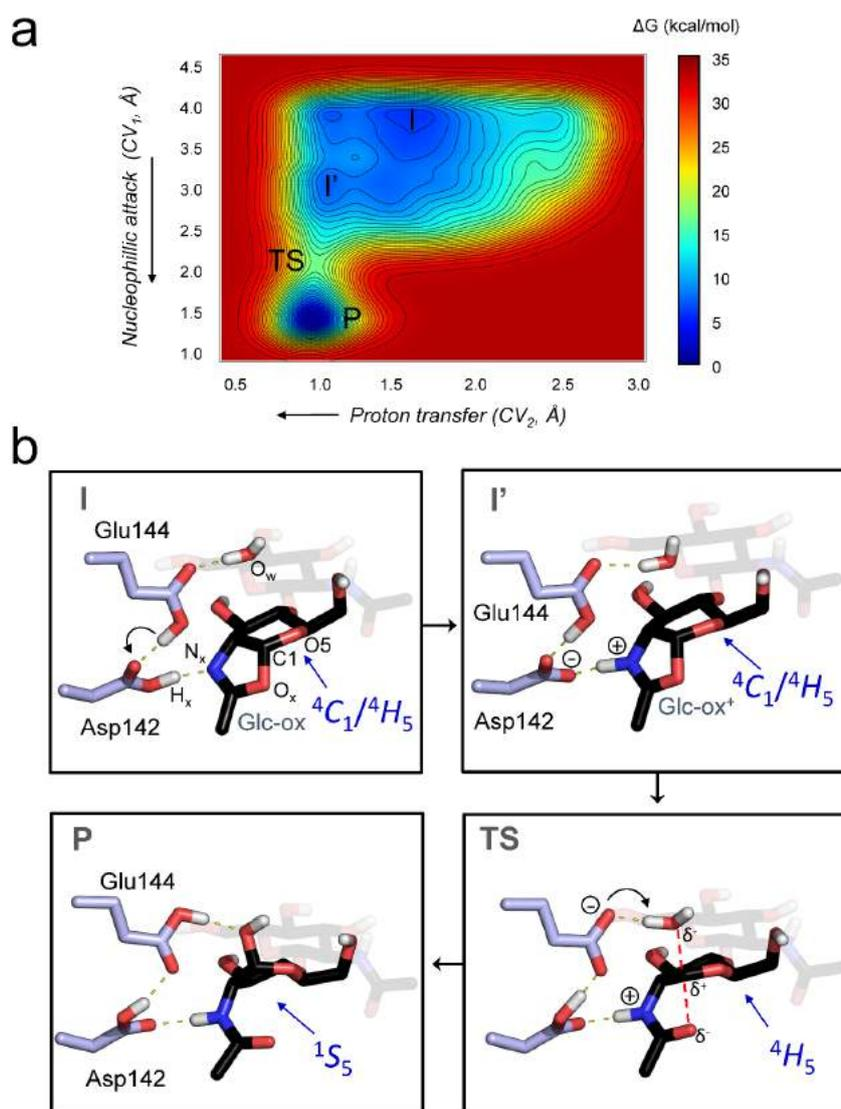 a
ΔG (kcal/mol)
Nucleophillic attack (CV₁, Å)
4.5
4.0
3.5
3.0
2.5
2.0
1.5
1.0
I
I'
TS
P
35
30
25
20
15
10
5
0
0.5 1.0 1.5 2.0 2.5 3.0
Proton transfer (CV₂, Å)
b
I
Glu144
Ow
Nx
C1
O5
Hx
Ox
⁴C₁/⁴H₅
Asp142
Glc-ox
I'
Glu144
+
-
⁴C₁/⁴H₅
Asp142
Glc-ox⁺
P
Glu144
¹S₅
Asp142
TS
-
δ⁻
δ⁺
+
δ⁻
⁴H₅